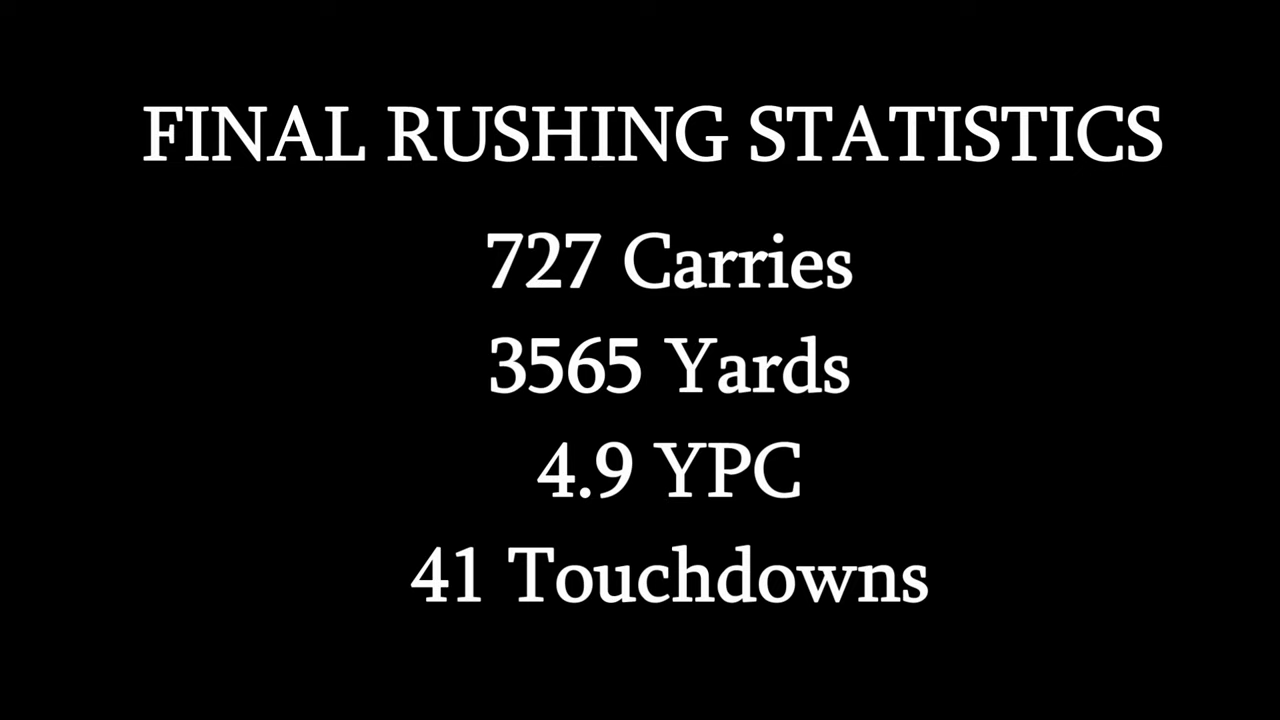 FINAL RUSHING STATISTICS
727 Carries
3565 Yards
4.9 YPC
41 Touchdowns